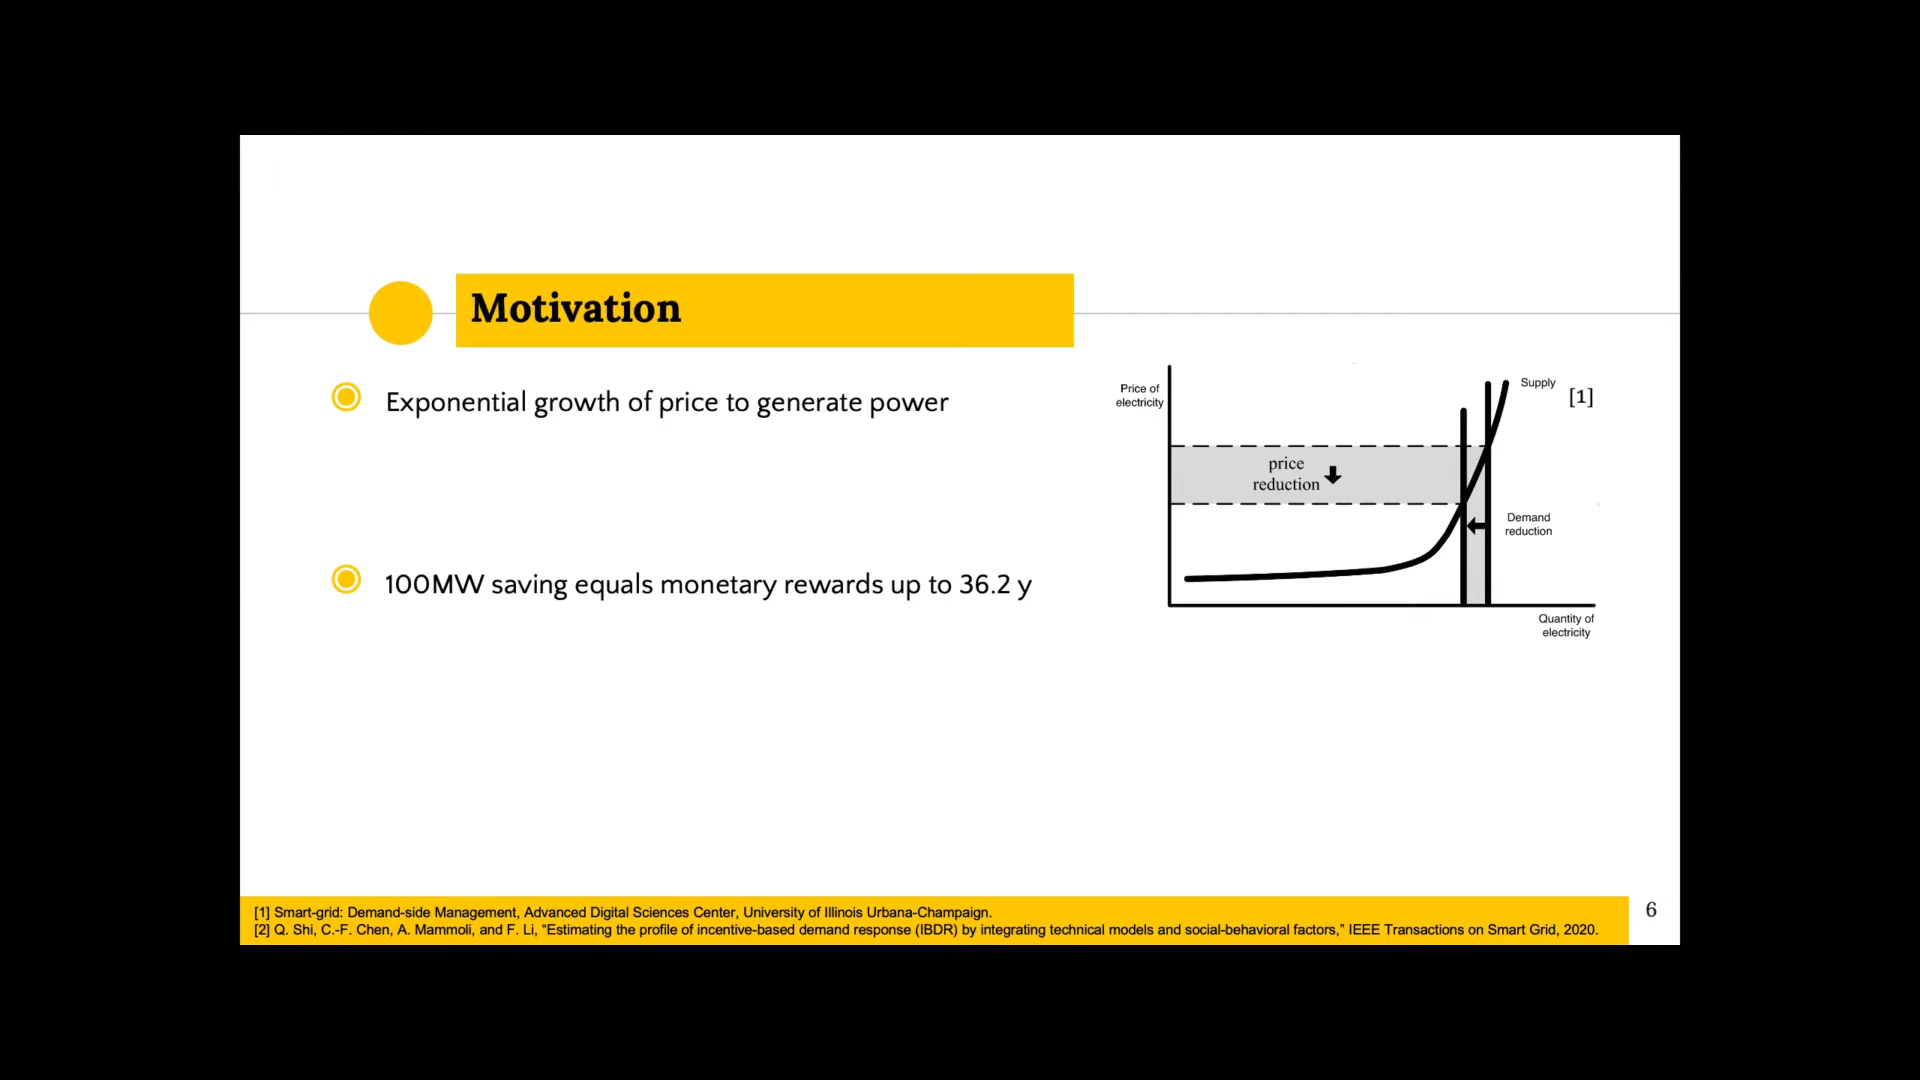 Motivation
Exponential growth of price to generate power
100MW saving equals monetary rewards up to 36.2 y
Price of
electricity
Supply
[1]
price
reduction
Demand
reduction
Quantity of
electricity
[1] Smart-grid: Demand-side Management, Advanced Digital Sciences Center, University of Illinois Urbana-Champaign.
[2] Q. Shi, C.-F. Chen, A. Mammoli, and F. Li, “Estimating the profile of incentive-based demand response (IBDR) by integrating technical models and social-behavioral factors,” IEEE Transactions on Smart Grid, 2020.
6